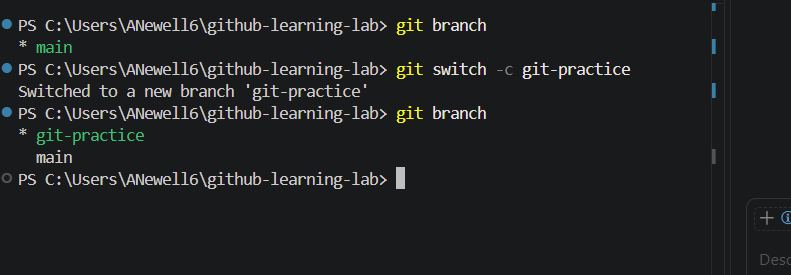 PS C:\Users\ANewell6\github-learning-lab> git branch
* main
PS C:\Users\ANewell6\github-learning-lab> git switch -c git-practice
Switched to a new branch 'git-practice'
PS C:\Users\ANewell6\github-learning-lab> git branch
* git-practice
  main
PS C:\Users\ANewell6\github-learning-lab>
Desc